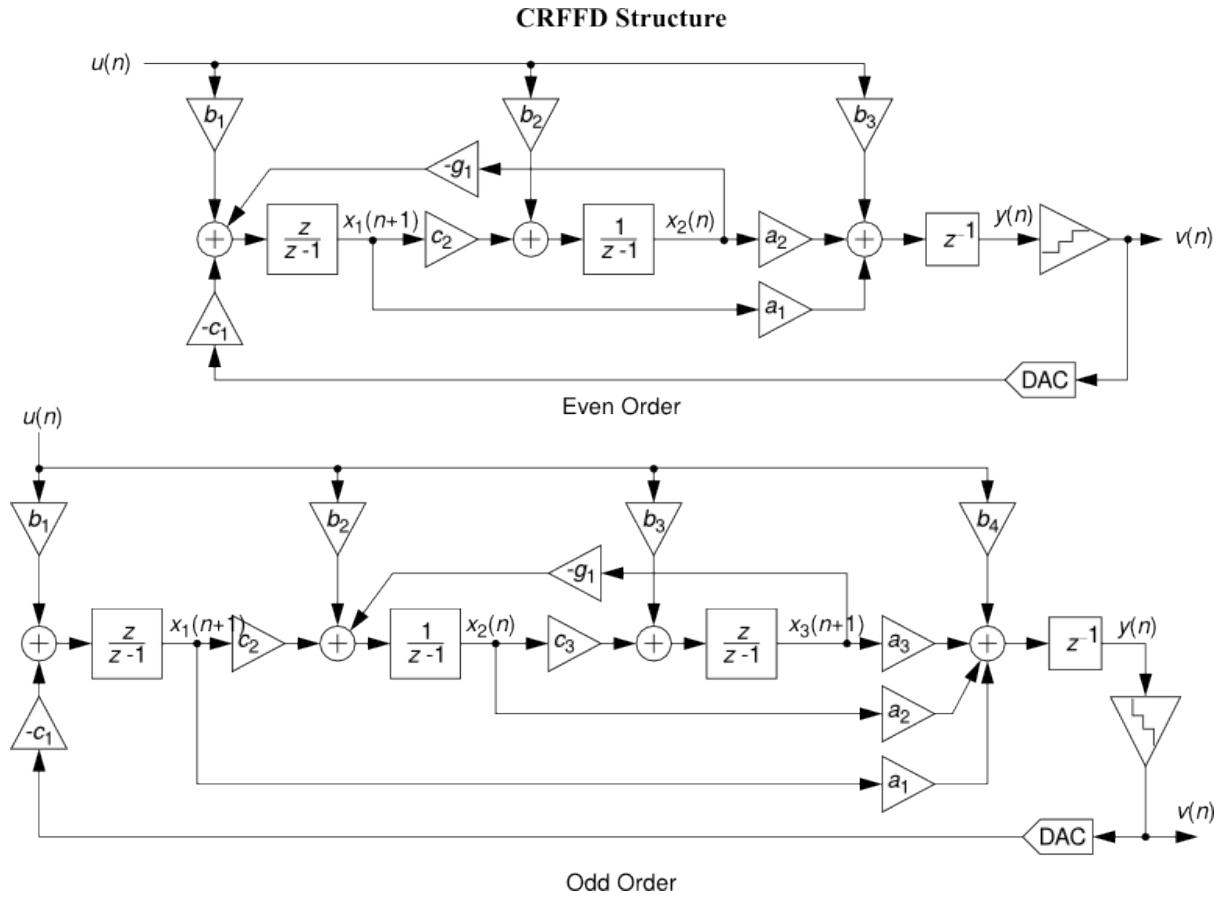 CRFFD Structure
u(n)
b1
b2
b3
-g1
z
z -1
x1(n+1)
c2
1
z -1
x2(n)
a2
z-1
y(n)
v(n)
a1
-c1
DAC
Even Order
u(n)
b1
b2
b3
b4
-g1
z
z -1
x1(n+1)
c2
1
z -1
x2(n)
c3
z
z -1
x3(n+1)
a3
z-1
y(n)
a2
-c1
a1
v(n)
DAC
Odd Order